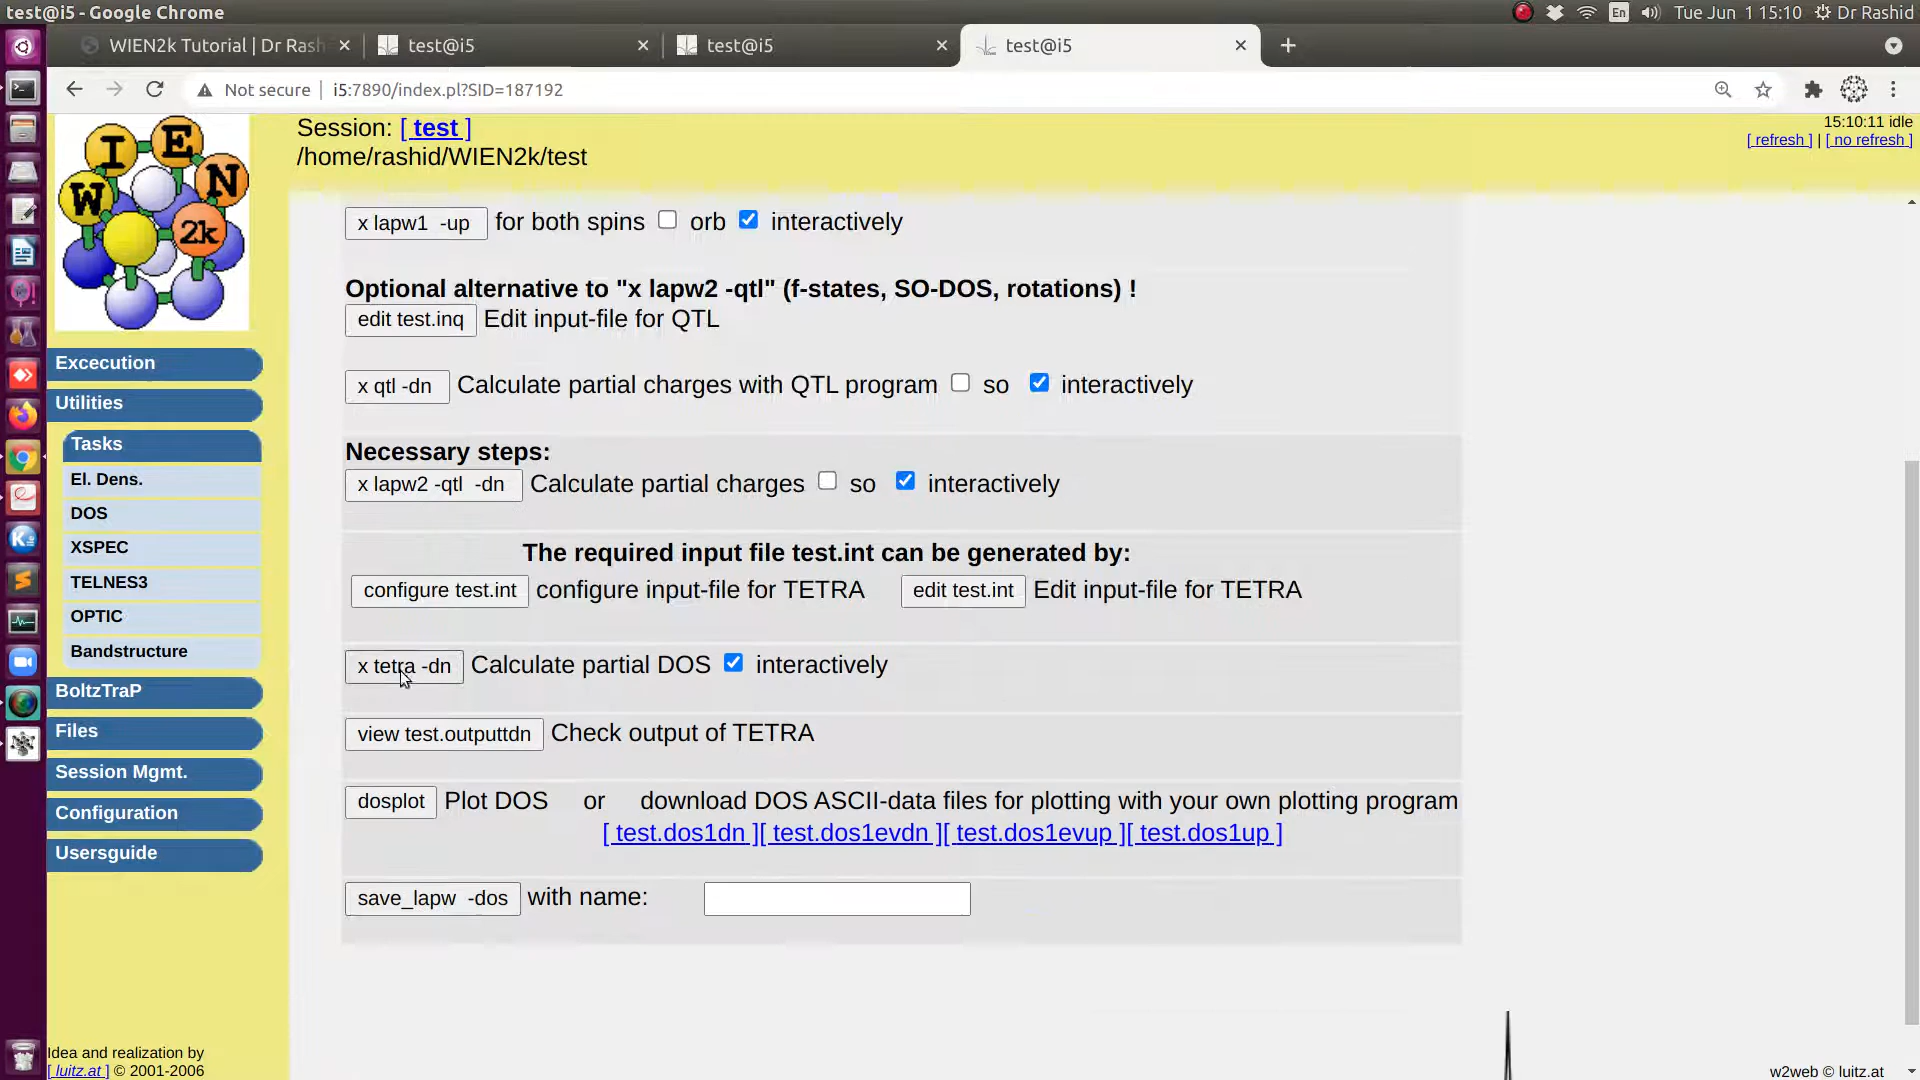 test@i5 - Google Chrome
En
Tue Jun 1 15:10
Dr Rashid
WIEN2k Tutorial | Dr Rash
test@i5
test@i5
test@i5
Not secure
i5:7890/index.pl?SID=187192
W I E N 2k
Session: [ test ]
/home/rashid/WIEN2k/test
15:10:11 idle
[ refresh ] | [ no refresh ]
Excecution
Utilities
Tasks
El. Dens.
DOS
XSPEC
TELNES3
OPTIC
Bandstructure
BoltzTraP
Files
Session Mgmt.
Configuration
Usersguide
Idea and realization by
[ luitz.at ] © 2001-2006
x lapw1 -up for both spins orb interactively
Optional alternative to "x lapw2 -qtl" (f-states, SO-DOS, rotations) !
edit test.inq Edit input-file for QTL
x qtl -dn Calculate partial charges with QTL program so interactively
Necessary steps:
x lapw2 -qtl -dn Calculate partial charges so interactively
The required input file test.int can be generated by:
configure test.int configure input-file for TETRA edit test.int Edit input-file for TETRA
x tetra -dn Calculate partial DOS interactively
view test.outputtdn Check output of TETRA
dosplot Plot DOS or download DOS ASCII-data files for plotting with your own plotting program
[ test.dos1dn ][ test.dos1evdn ][ test.dos1evup ][ test.dos1up ]
save_lapw -dos with name:
w2web © luitz.at